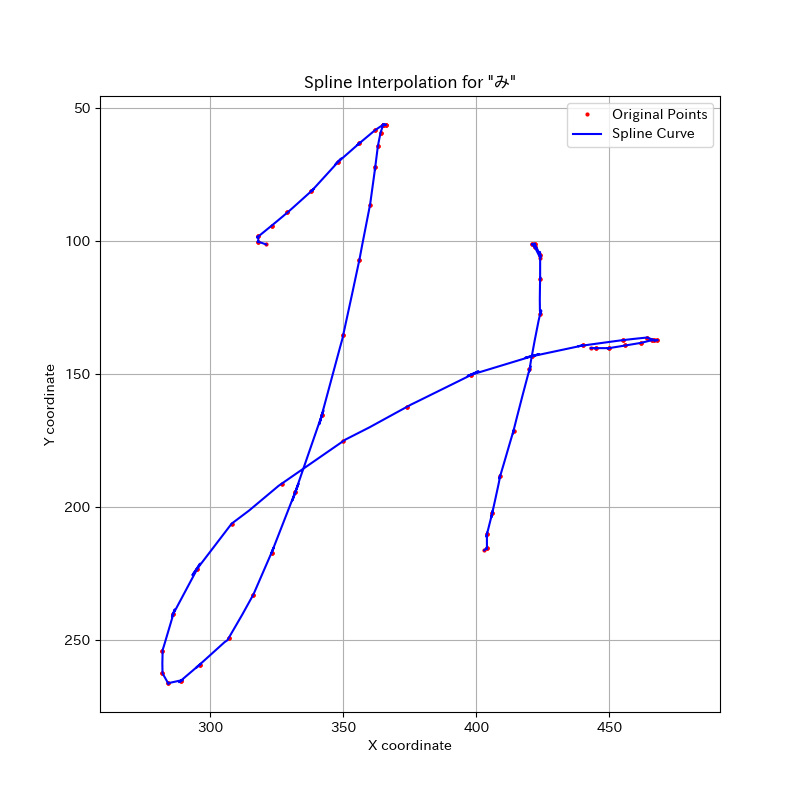 Spline Interpolation for "み"
Original Points
Spline Curve
50
100
150
200
250
Y coordinate
300
350
400
450
X coordinate
み